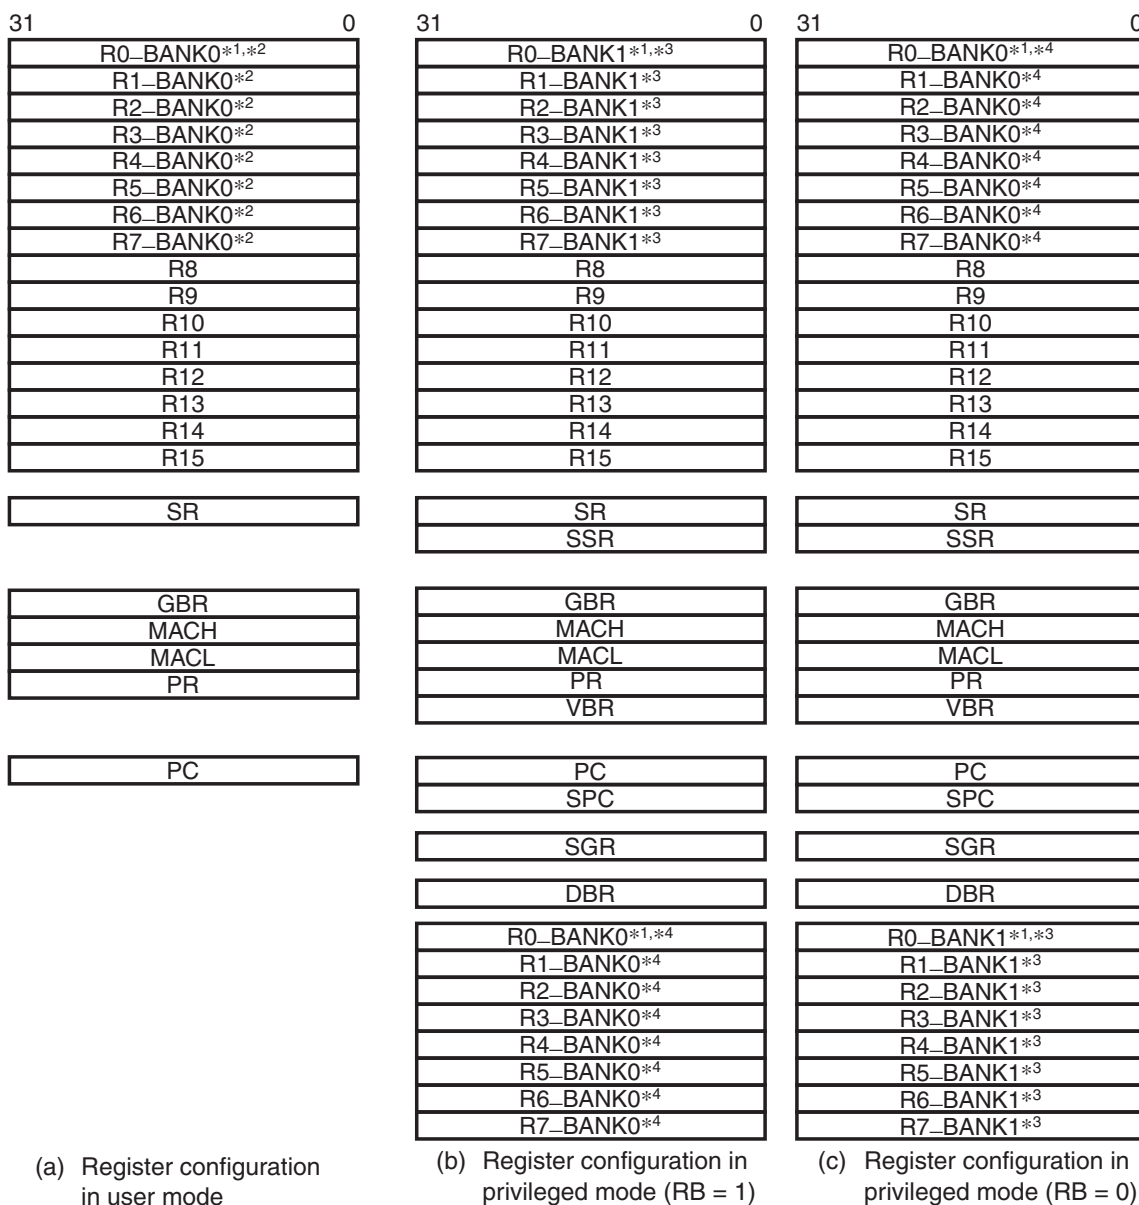 31 0
R0_BANK0*1,*2
R1_BANK0*2
R2_BANK0*2
R3_BANK0*2
R4_BANK0*2
R5_BANK0*2
R6_BANK0*2
R7_BANK0*2
R8
R9
R10
R11
R12
R13
R14
R15
SR
GBR
MACH
MACL
PR
PC
(a) Register configuration
in user mode
31 0
R0_BANK1*1,*3
R1_BANK1*3
R2_BANK1*3
R3_BANK1*3
R4_BANK1*3
R5_BANK1*3
R6_BANK1*3
R7_BANK1*3
R8
R9
R10
R11
R12
R13
R14
R15
SR
SSR
GBR
MACH
MACL
PR
VBR
PC
SPC
SGR
DBR
R0_BANK0*1,*4
R1_BANK0*4
R2_BANK0*4
R3_BANK0*4
R4_BANK0*4
R5_BANK0*4
R6_BANK0*4
R7_BANK0*4
(b) Register configuration in
privileged mode (RB = 1)
31 0
R0_BANK0*1,*4
R1_BANK0*4
R2_BANK0*4
R3_BANK0*4
R4_BANK0*4
R5_BANK0*4
R6_BANK0*4
R7_BANK0*4
R8
R9
R10
R11
R12
R13
R14
R15
SR
SSR
GBR
MACH
MACL
PR
VBR
PC
SPC
SGR
DBR
R0_BANK1*1,*3
R1_BANK1*3
R2_BANK1*3
R3_BANK1*3
R4_BANK1*3
R5_BANK1*3
R6_BANK1*3
R7_BANK1*3
(c) Register configuration in
privileged mode (RB = 0)